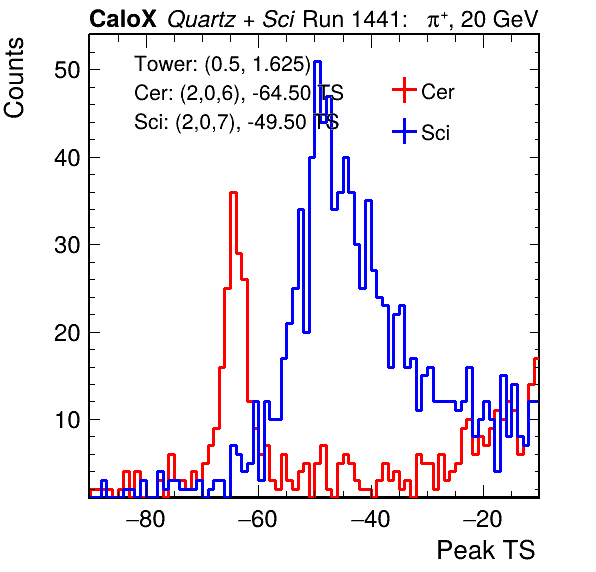 CaloX Quartz + Sci Run 1441: π⁺, 20 GeV
Counts
Tower: (0.5, 1.625)
Cer: (2,0,6), -64.50 TS
Sci: (2,0,7), -49.50 TS
Cer
Sci
50
40
30
20
10
−80 −60 −40 −20
Peak TS